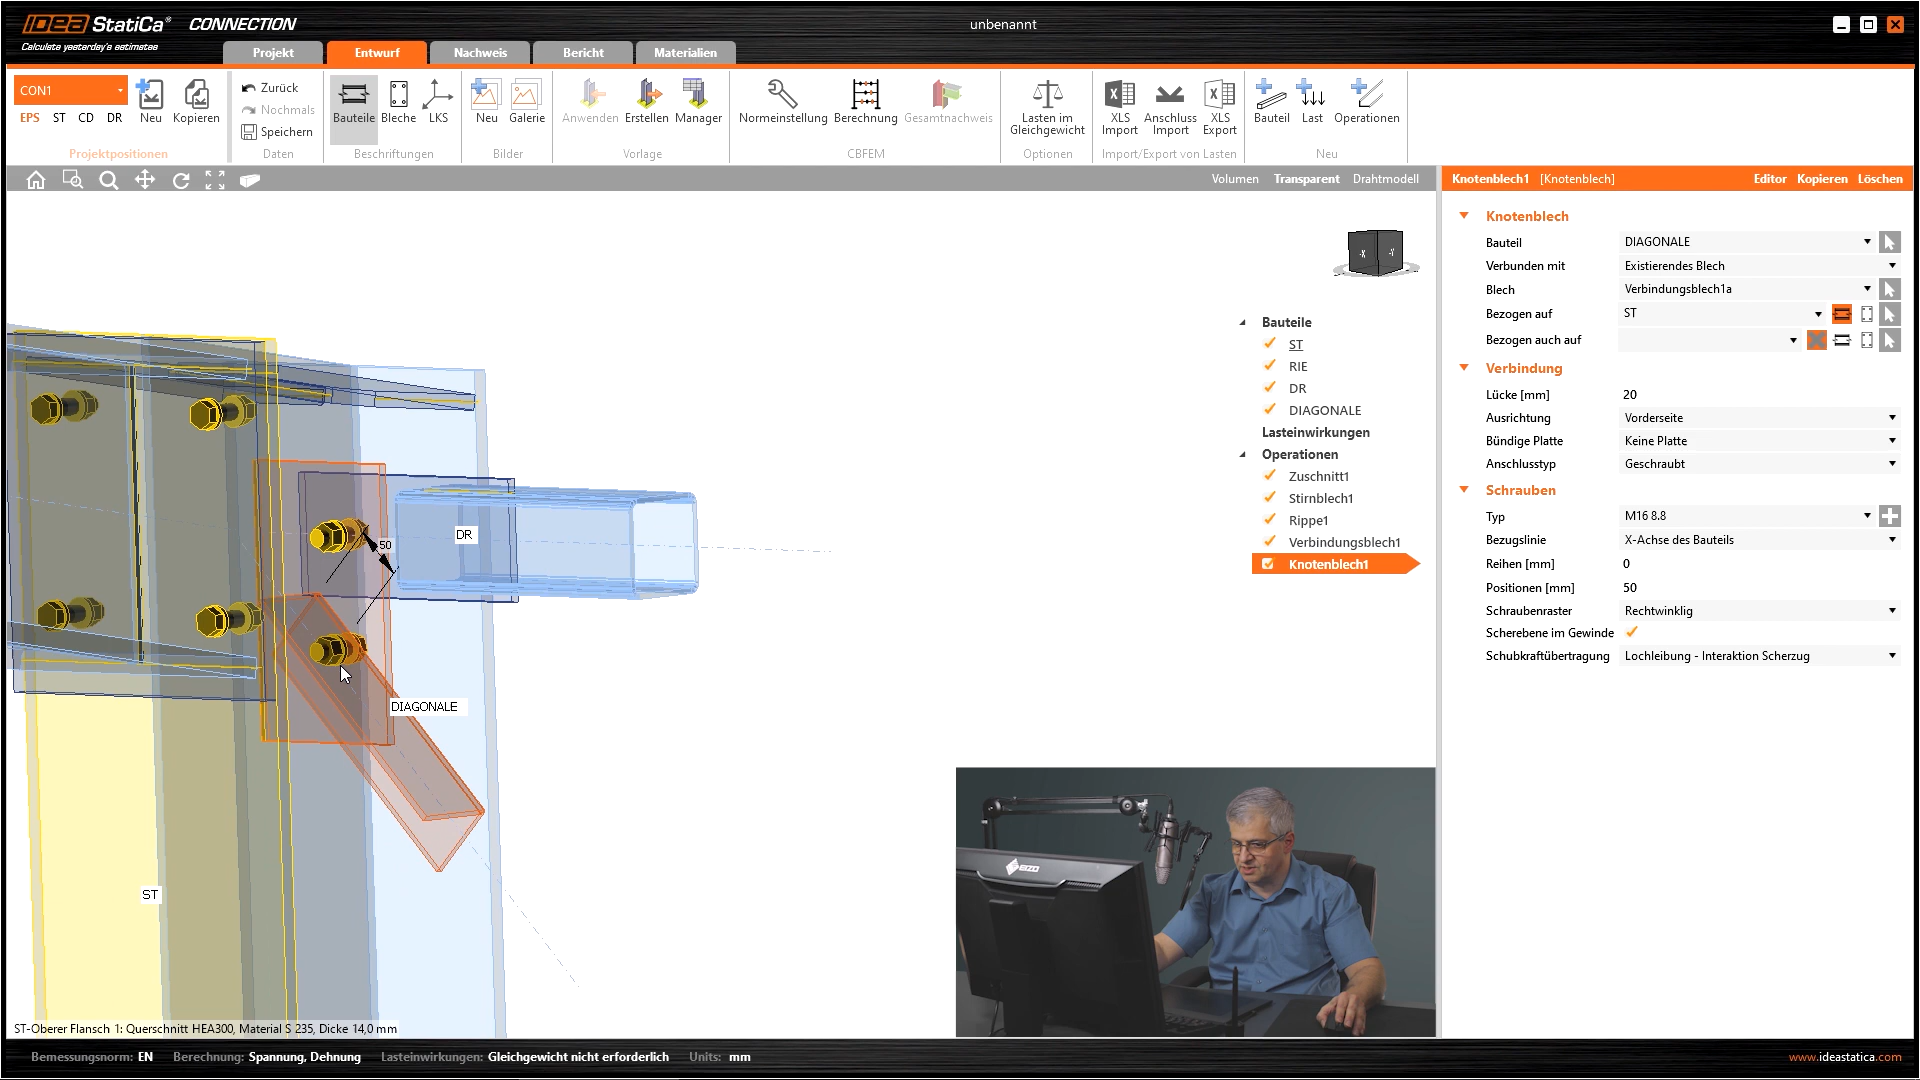 IDEA StatiCa® CONNECTION
Calculate yesterday's estimates
unbenannt
Projekt
Entwurf
Nachweis
Bericht
Materialien
CON1
EPS ST CD DR
Neu
Kopieren
Projektpositionen
Zurück
Nochmals
Speichern
Daten
Bauteile
Bleche
LKS
Beschriftungen
Neu
Galerie
Bilder
Anwenden
Erstellen
Manager
Vorlage
Normeinstellung
Berechnung
Gesamtnachweis
CBFEM
Lasten im
Gleichgewicht
Optionen
XLS
Import
Anschluss
Import
XLS
Export
Import/Export von Lasten
Bauteil
Last
Operationen
Neu
Volumen
Transparent
Drahtmodell
Knotenblech1 [Knotenblech]
Editor
Kopieren
Löschen
-X
-Y
Bauteile
ST
RIE
DR
DIAGONALE
Lasteinwirkungen
Operationen
Zuschnitt1
Stirnblech1
Rippe1
Verbindungsblech1
Knotenblech1
DR
50
DIAGONALE
ST
EIZO
Knotenblech
Bauteil DIAGONALE
Verbunden mit Existierendes Blech
Blech Verbindungsblech1a
Bezogen auf ST
Bezogen auch auf
Verbindung
Lücke [mm] 20
Ausrichtung Vorderseite
Bündige Platte Keine Platte
Anschlusstyp Geschraubt
Schrauben
Typ M16 8.8
Bezugslinie X-Achse des Bauteils
Reihen [mm] 0
Positionen [mm] 50
Schraubenraster Rechtwinklig
Scherebene im Gewinde
Schubkraftübertragung Lochleibung - Interaktion Scherzug
ST-Oberer Flansch 1: Querschnitt HEA300, Material S 235, Dicke 14,0 mm
Bemessungsnorm: EN Berechnung: Spannung, Dehnung Lasteinwirkungen: Gleichgewicht nicht erforderlich Units: mm
www.ideastatica.com